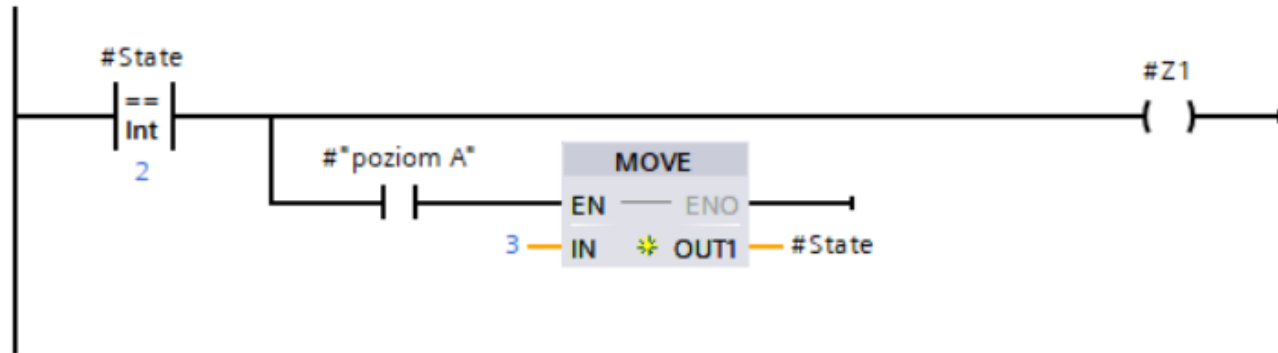 #State
#Z1
==
Int
2
#"poziom A"
MOVE
EN
ENO
3
IN
OUT1
#State